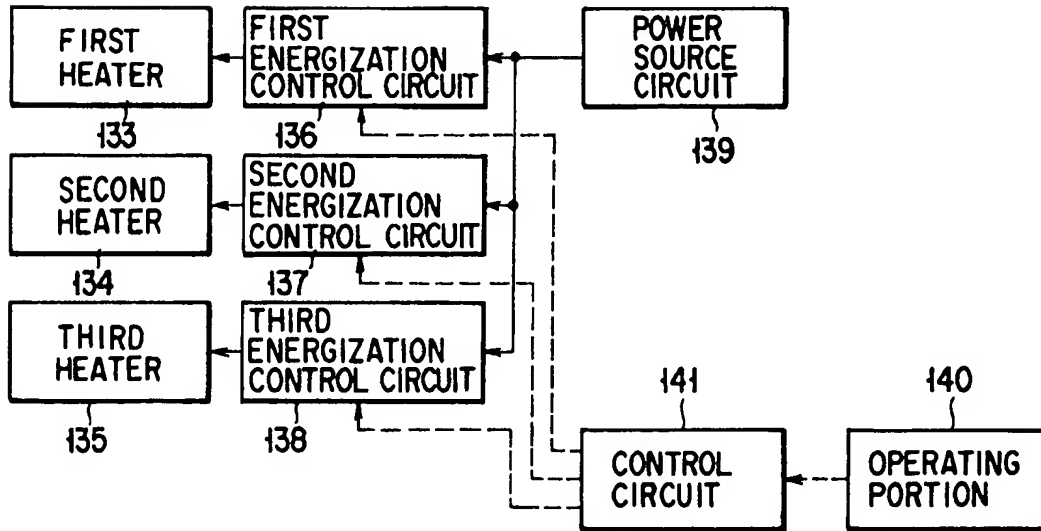 FIRST
HEATER
133
FIRST
ENERGIZATION
CONTROL CIRCUIT
136
POWER
SOURCE
CIRCUIT
139
SECOND
HEATER
134
SECOND
ENERGIZATION
CONTROL CIRCUIT
137
THIRD
HEATER
135
THIRD
ENERGIZATION
CONTROL CIRCUIT
138
141
CONTROL
CIRCUIT
140
OPERATING
PORTION